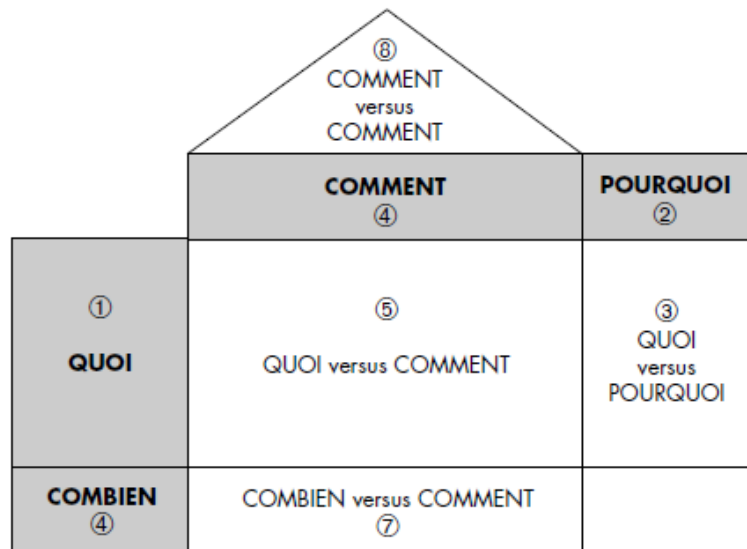 ⑧
COMMENT
versus
COMMENT
COMMENT
④
POURQUOI
②
①
QUOI
⑤
QUOI versus COMMENT
③
QUOI
versus
POURQUOI
COMBIEN
④
COMBIEN versus COMMENT
⑦